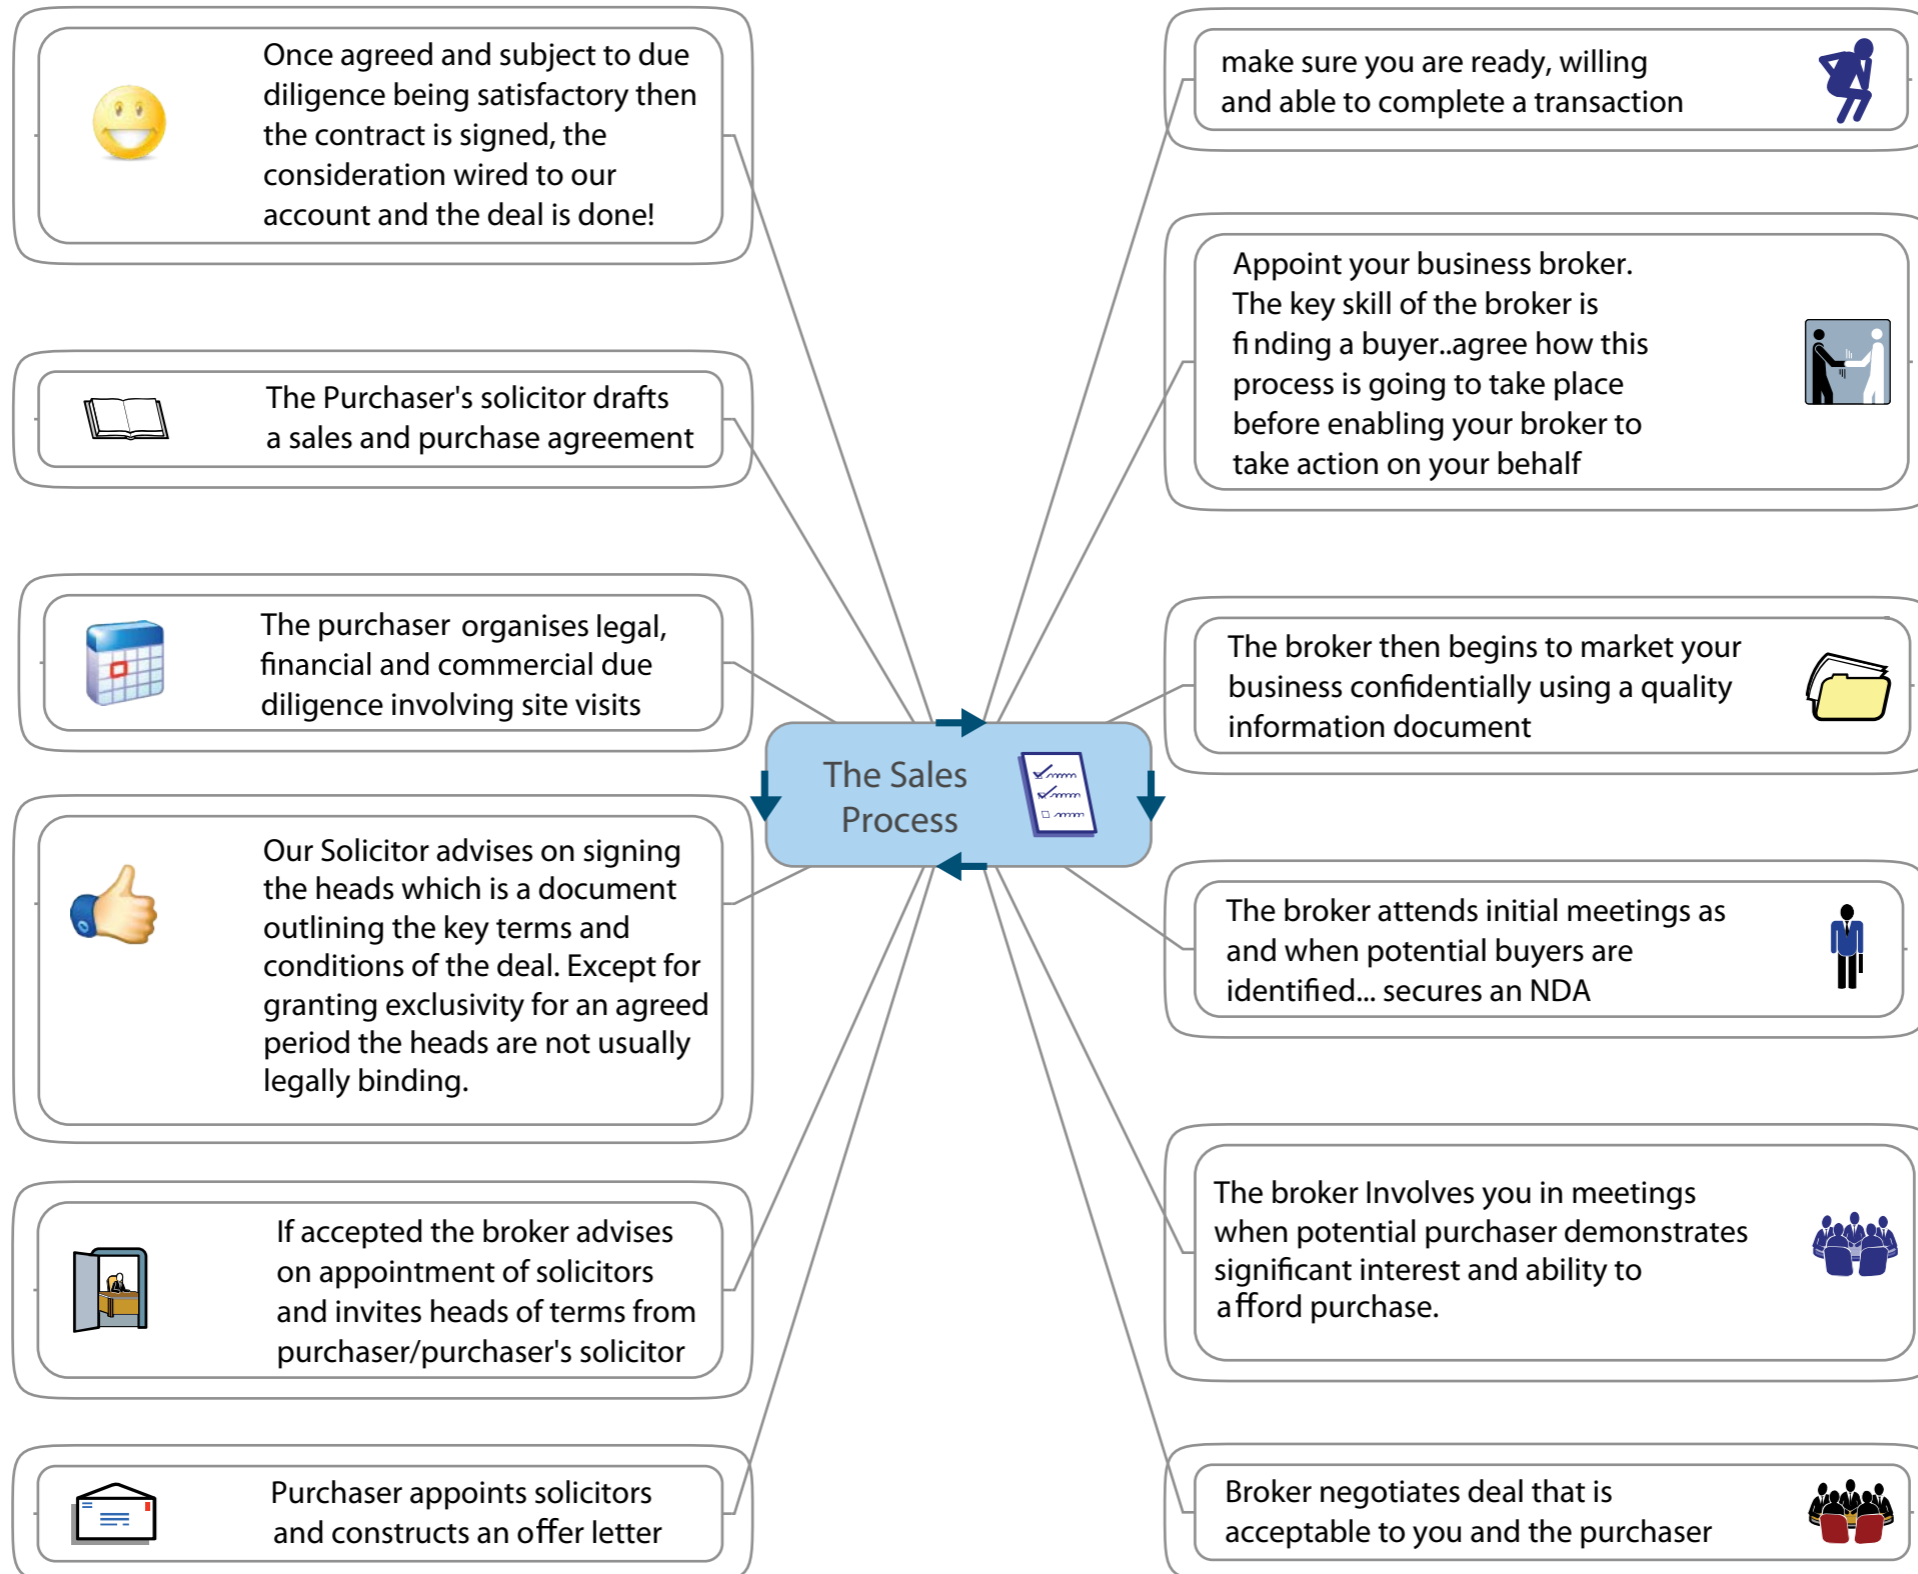 The Sales
Process
make sure you are ready, willing
and able to complete a transaction
Appoint your business broker.
The key skill of the broker is
finding a buyer..agree how this
process is going to take place
before enabling your broker to
take action on your behalf
The broker then begins to market your
business confidentially using a quality
information document
The broker attends initial meetings as
and when potential buyers are
identified... secures an NDA
The broker Involves you in meetings
when potential purchaser demonstrates
significant interest and ability to
afford purchase.
Broker negotiates deal that is
acceptable to you and the purchaser
Purchaser appoints solicitors
and constructs an offer letter
If accepted the broker advises
on appointment of solicitors
and invites heads of terms from
purchaser/purchaser's solicitor
Our Solicitor advises on signing
the heads which is a document
outlining the key terms and
conditions of the deal. Except for
granting exclusivity for an agreed
period the heads are not usually
legally binding.
The purchaser organises legal,
financial and commercial due
diligence involving site visits
The Purchaser's solicitor drafts
a sales and purchase agreement
Once agreed and subject to due
diligence being satisfactory then
the contract is signed, the
consideration wired to our
account and the deal is done!